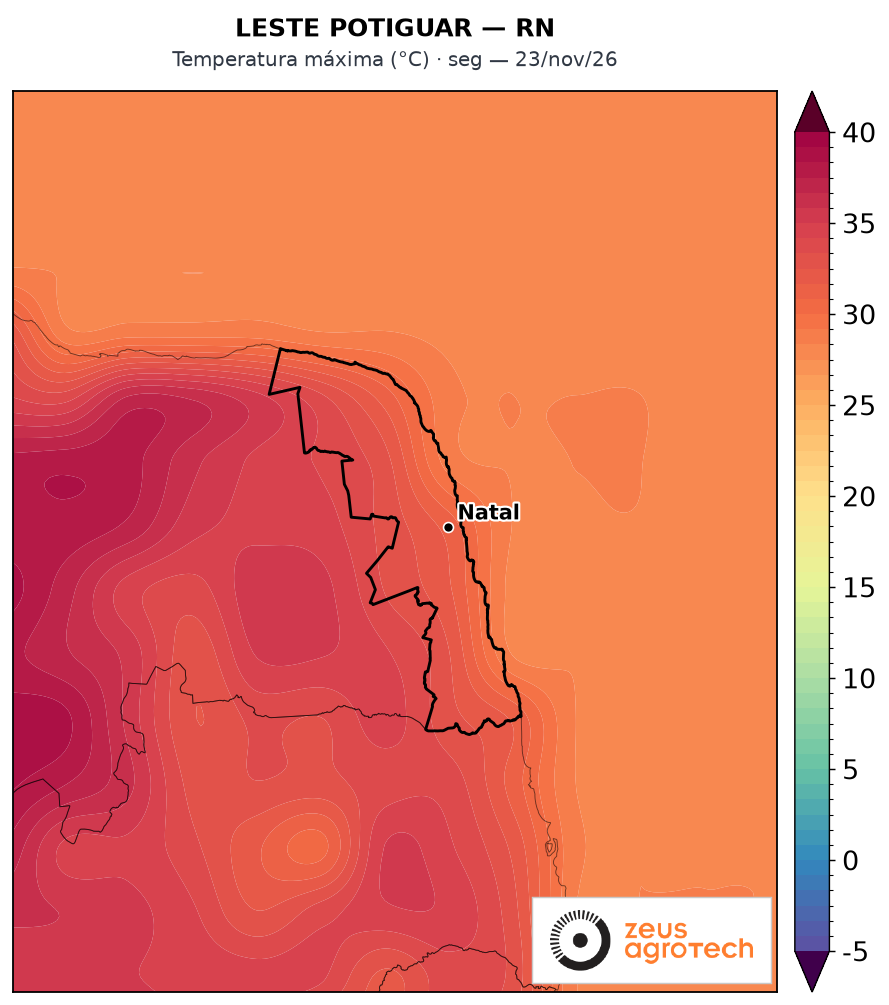 LESTE POTIGUAR — RN
Temperatura máxima (°C) · seg — 23/nov/26
40
35
30
25
20
15
10
5
0
-5
Natal
zeus
agrotech